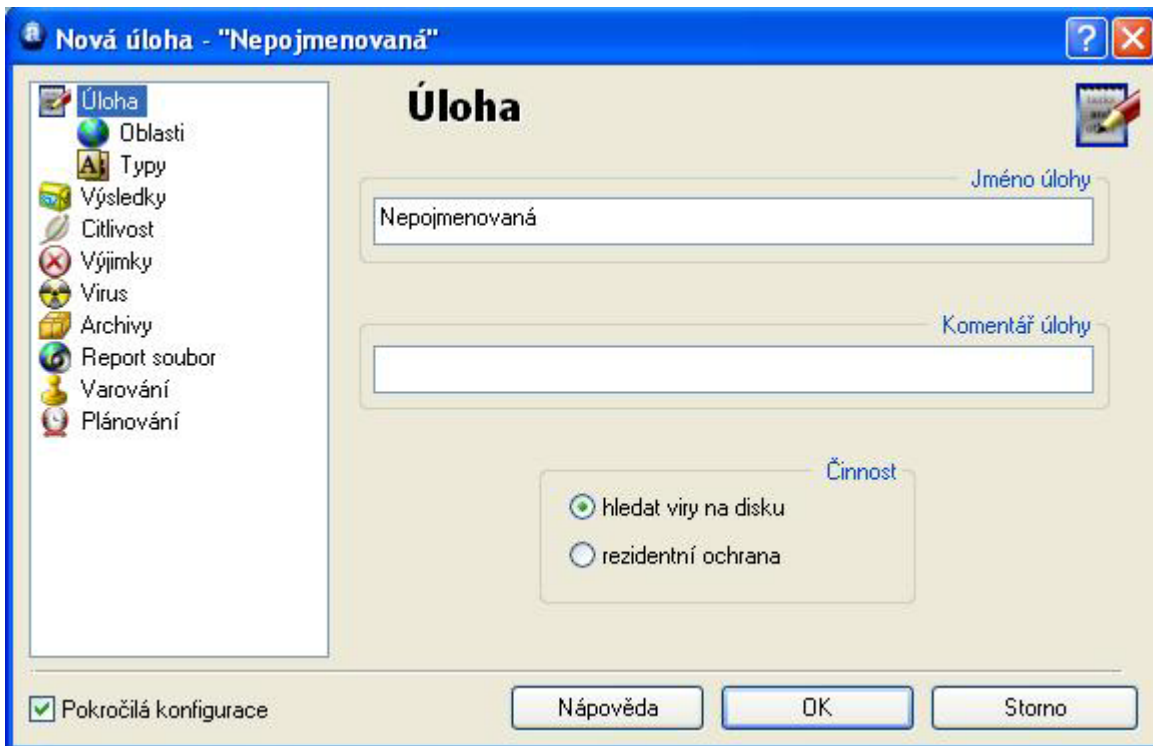 Nová úloha - "Nepojmenovaná"
Úloha
Oblasti
Typy
Výsledky
Citlivost
Výjimky
Virus
Archivy
Report soubor
Varování
Plánování
Úloha
Jméno úlohy
Nepojmenovaná
Komentář úlohy
Činnost
hledat viry na disku
rezidentní ochrana
Pokročilá konfigurace
Nápověda
OK
Storno